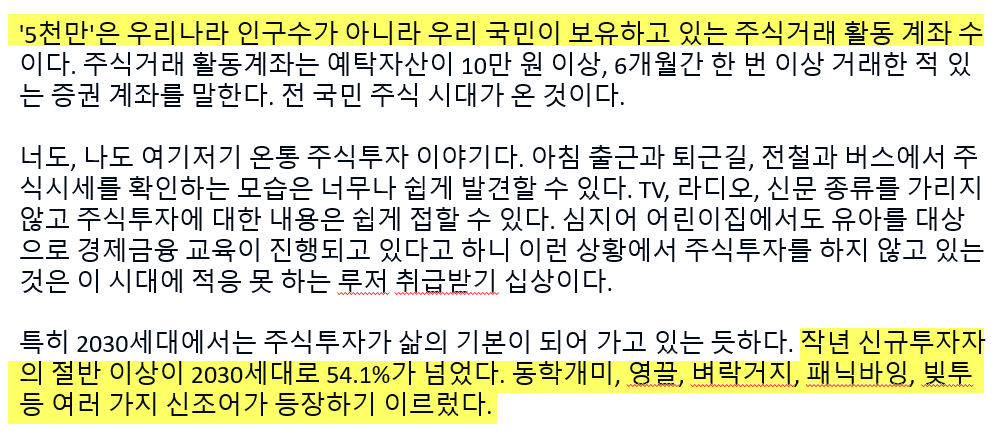 '5천만'은 우리나라 인구수가 아니라 우리 국민이 보유하고 있는 주식거래 활동 계좌 수
이다. 주식거래 활동계좌는 예탁자산이 10만 원 이상, 6개월간 한 번 이상 거래한 적 있
는 증권 계좌를 말한다. 전 국민 주식 시대가 온 것이다.
너도, 나도 여기저기 온통 주식투자 이야기다. 아침 출근과 퇴근길, 전철과 버스에서 주
식시세를 확인하는 모습은 너무나 쉽게 발견할 수 있다. TV, 라디오, 신문 종류를 가리지
않고 주식투자에 대한 내용은 쉽게 접할 수 있다. 심지어 어린이집에서도 유아를 대상
으로 경제금융 교육이 진행되고 있다고 하니 이런 상황에서 주식투자를 하지 않고 있는
것은 이 시대에 적응 못 하는 루저 취급받기 십상이다.
특히 2030세대에서는 주식투자가 삶의 기본이 되어 가고 있는 듯하다. 작년 신규투자자
의 절반 이상이 2030세대로 54.1%가 넘었다. 동학개미, 영끌, 벼락거지, 패닉바잉, 빚투
등 여러 가지 신조어가 등장하기 이르렀다.